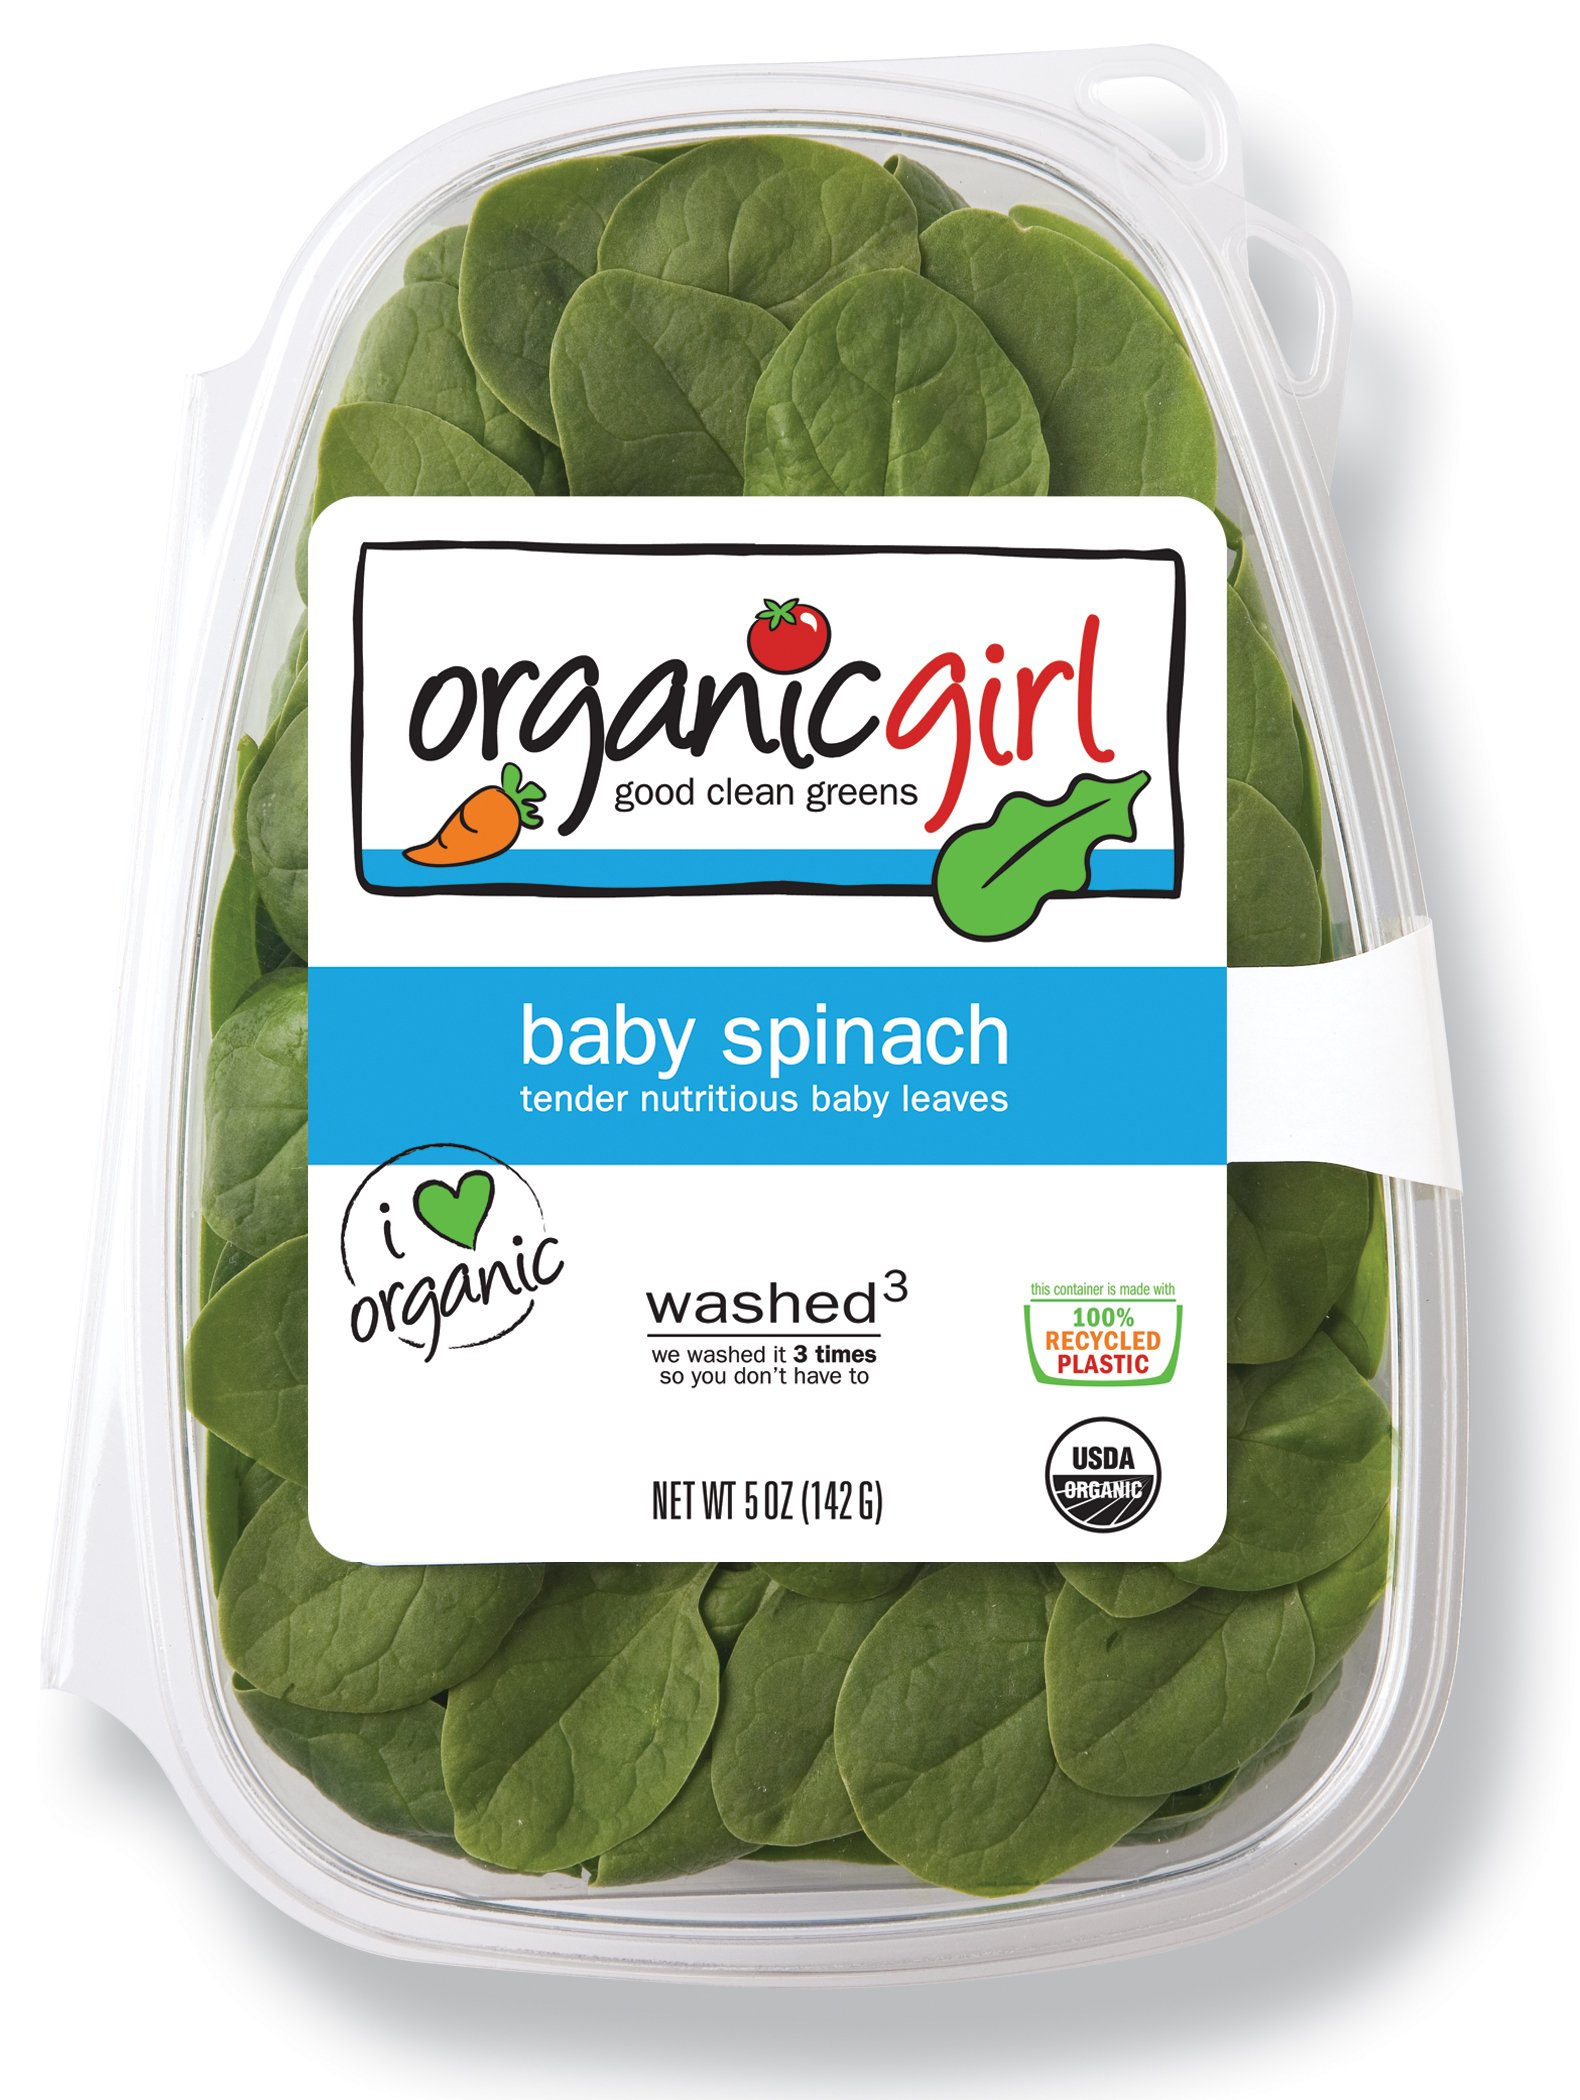 organicgirl
good clean greens
baby spinach
tender nutritious baby leaves
i
organic
washed3
we washed it 3 times
so you don't have to
this container is made with
100%
RECYCLED
PLASTIC
USDA
ORGANIC
NET WT 5 OZ (142 G)